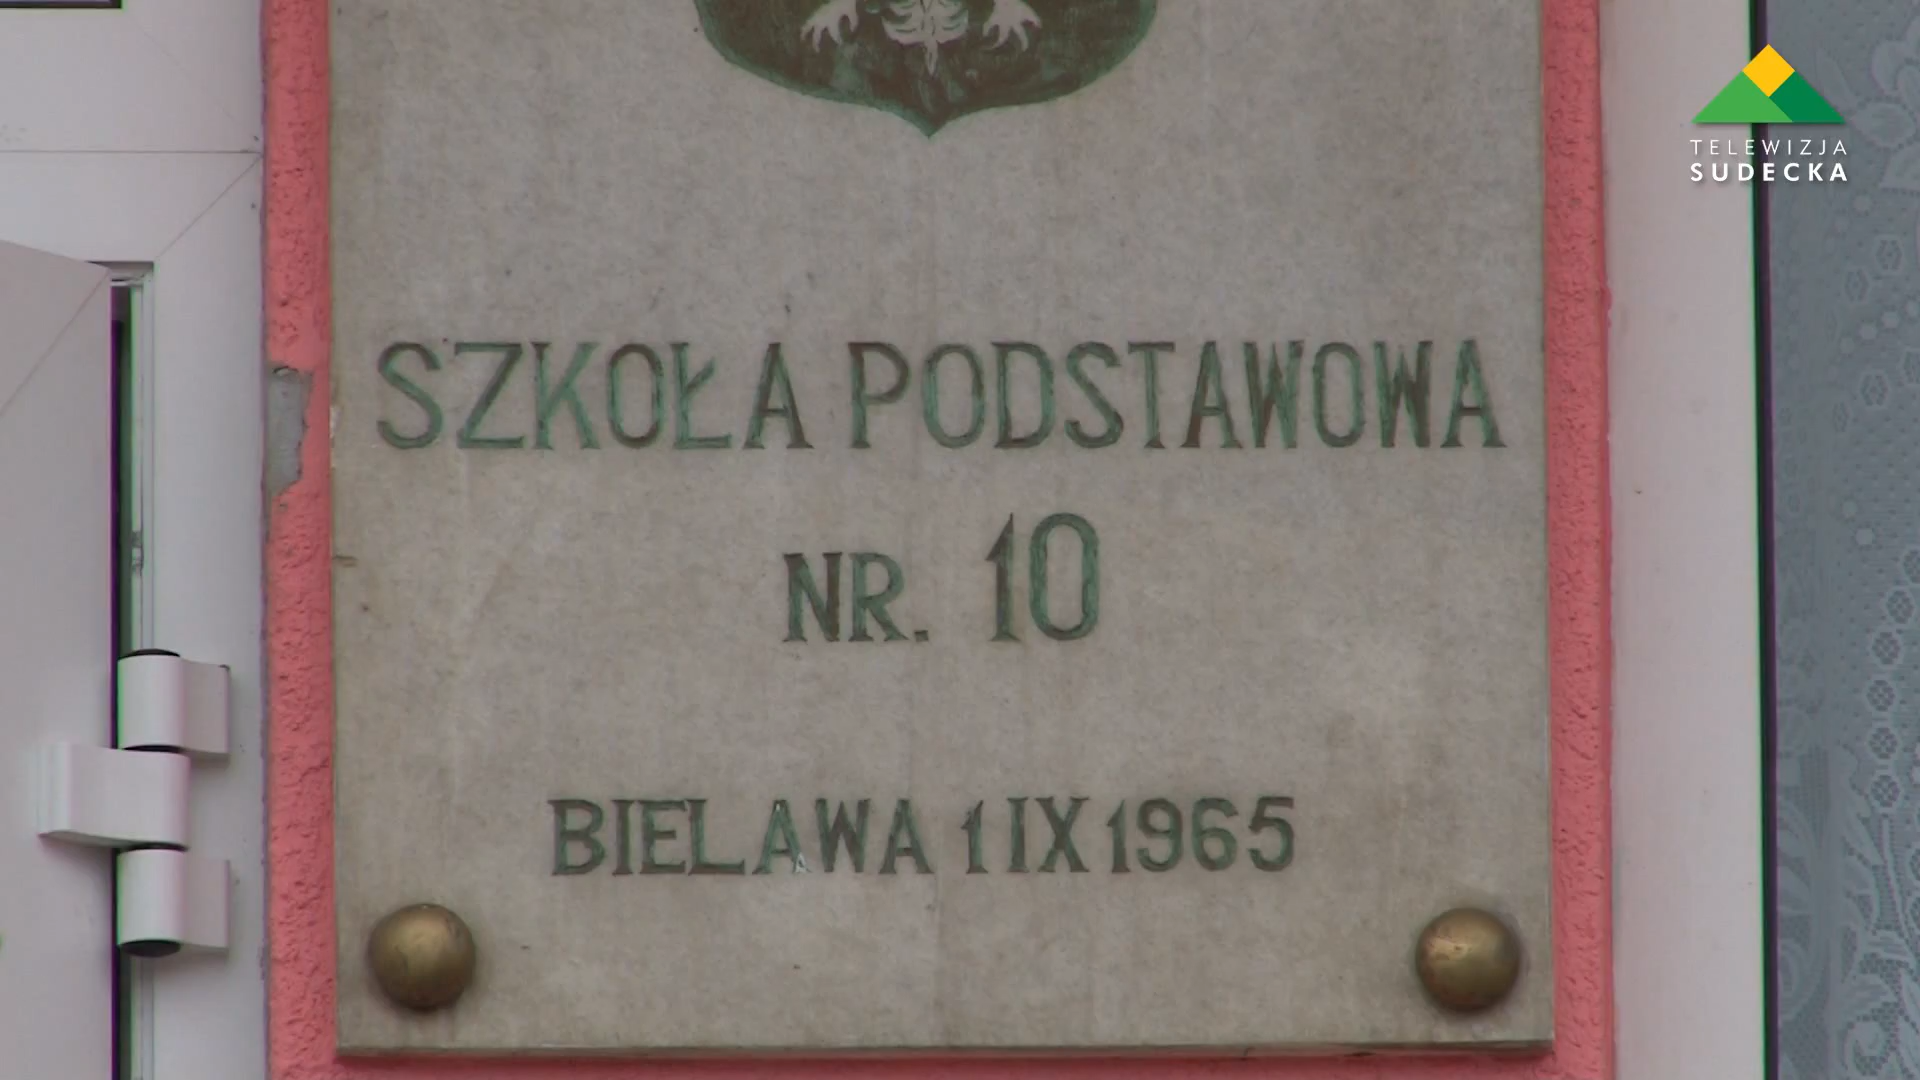 TELEWIZJA
SUDECKA
SZKOŁA PODSTAWOWA
NR. 10
BIELAWA 1 IX 1965